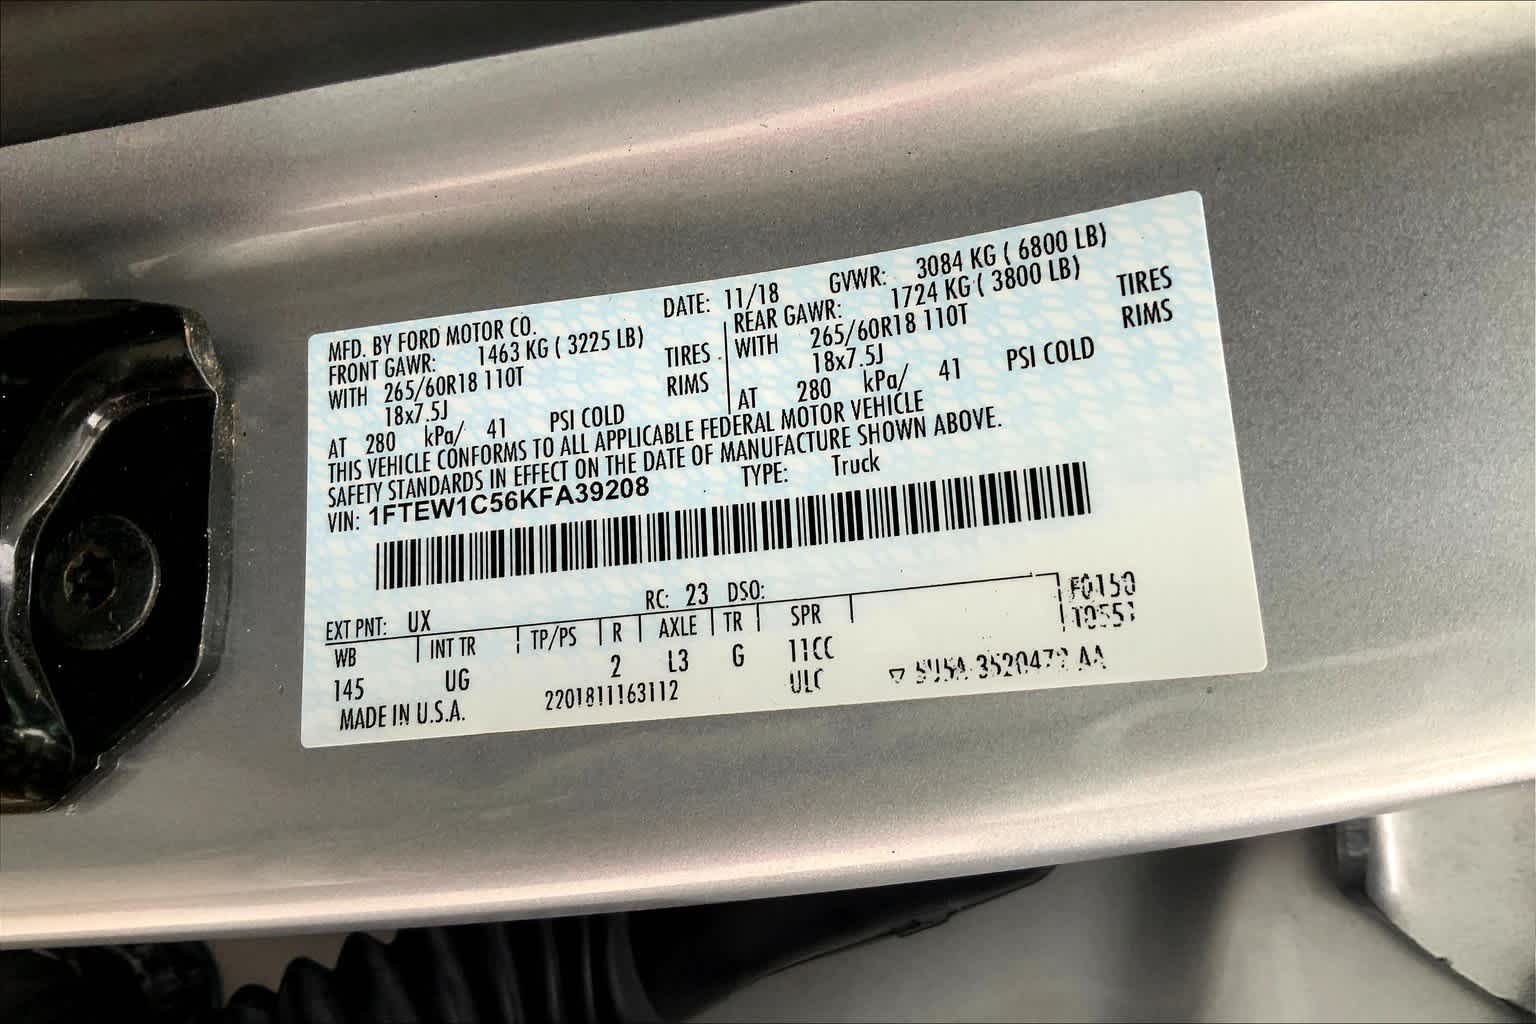 MFD. BY FORD MOTOR CO. DATE: 11/18 GVWR: 3084 KG ( 6800 LB)
FRONT GAWR: 1463 KG ( 3225 LB) REAR GAWR: 1724 KG ( 3800 LB)
WITH 265/60R18 110T TIRES WITH 265/60R18 110T TIRES
18x7.5J RIMS 18x7.5J RIMS
AT 280 kPa/ 41 PSI COLD AT 280 kPa/ 41 PSI COLD
THIS VEHICLE CONFORMS TO ALL APPLICABLE FEDERAL MOTOR VEHICLE
SAFETY STANDARDS IN EFFECT ON THE DATE OF MANUFACTURE SHOWN ABOVE.
VIN: 1FTEW1C56KFA39208 TYPE: Truck
EXT PNT: UX RC: 23 DSO: F0150
WB INT TR TP/PS R AXLE TR SPR T0551
145 UG 2 L3 G 11CC
MADE IN U.S.A. 2201811163112 ULC AA